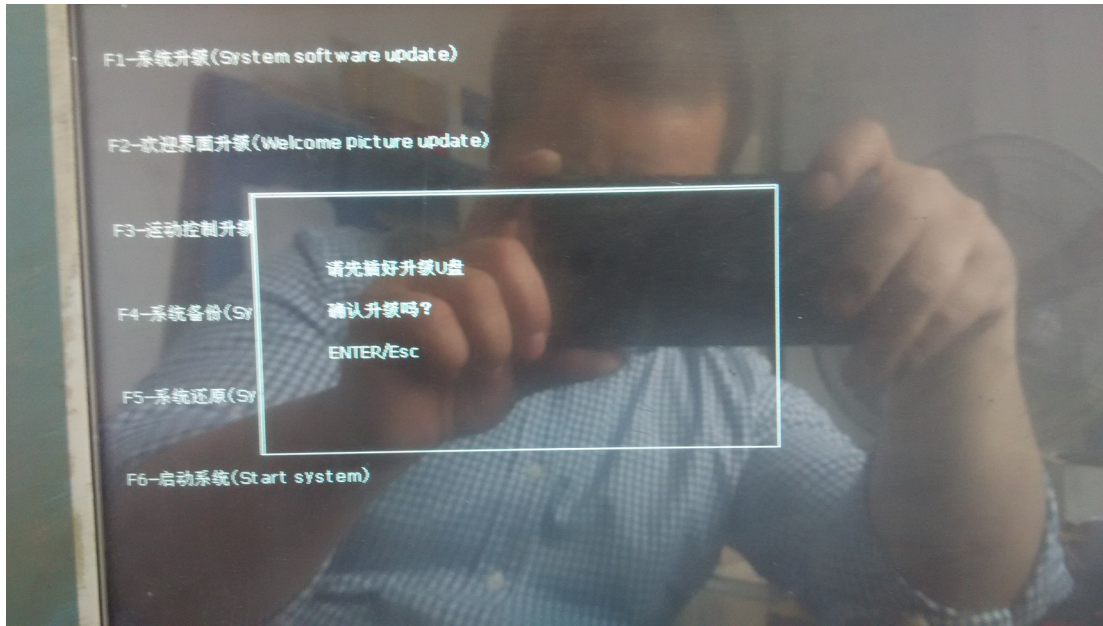 F1-系统升级(System software update)
F2-欢迎界面升级(Welcome picture update)
F3-运动控制升级
请先插好升级U盘
确认升级吗?
F4-系统备份(Sy
ENTER/Esc
F5-系统还原(Sy
F6-启动系统(Start system)